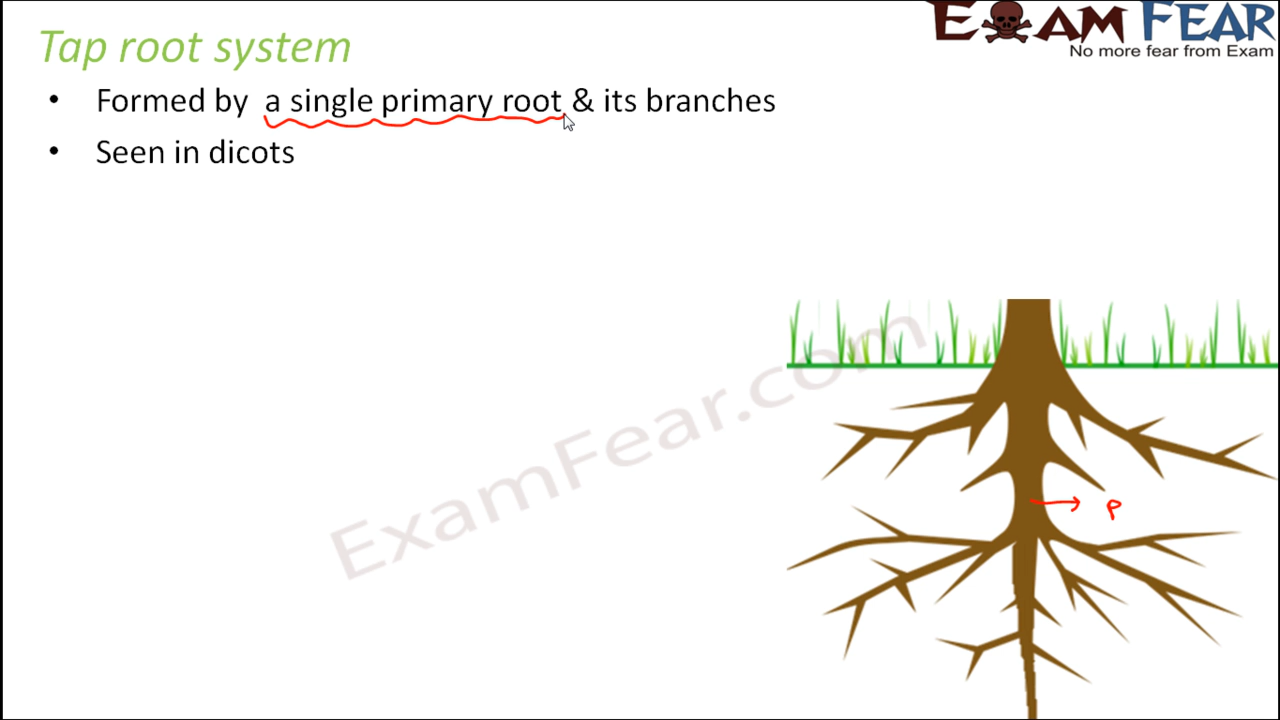 Tap root system
EXAM FEAR
No more fear from Exam
• Formed by a single primary root & its branches
• Seen in dicots
ExamFear.com
P